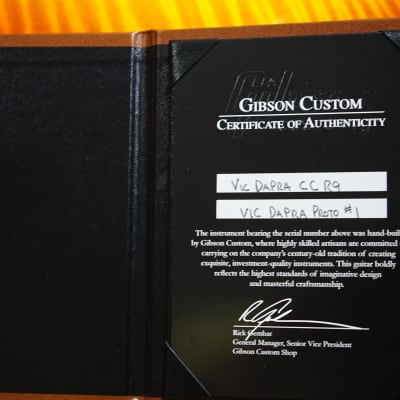 GIBSON CUSTOM
CERTIFICATE OF AUTHENTICITY
VIC DAPRA CC R9
VIC DAPRA PROTO #1
The instrument bearing the serial number above was hand-buil
by Gibson Custom, where highly skilled artisans are committed
carrying on the company's century-old tradition of creating
exquisite, investment-quality instruments. This guitar boldly
reflects the highest standards of imaginative design
and masterful craftsmanship.
Rick Gembar
General Manager, Senior Vice President
Gibson Custom Shop